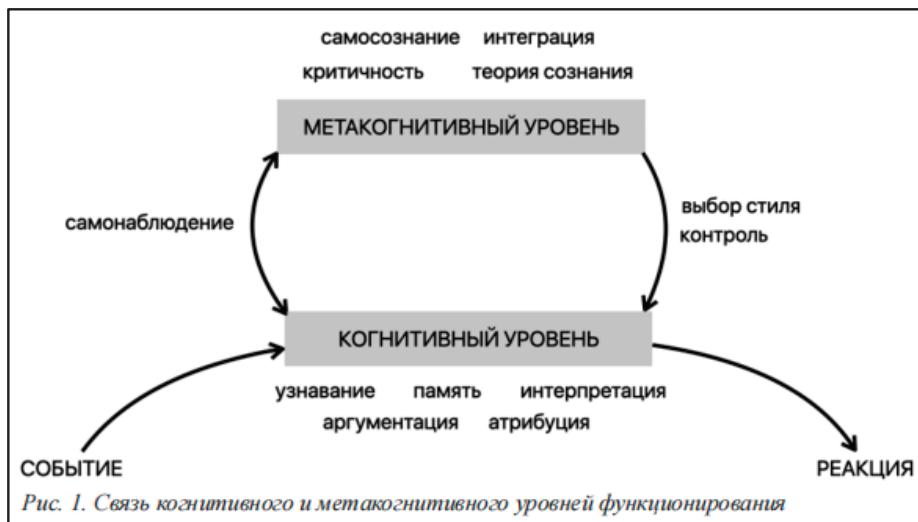 самосознание интеграция
критичность теория сознания
МЕТАКОГНИТИВНЫЙ УРОВЕНЬ
самонаблюдение
выбор стиля
контроль
КОГНИТИВНЫЙ УРОВЕНЬ
узнавание память интерпретация
аргументация атрибуция
СОБЫТИЕ
РЕАКЦИЯ
Рис. 1. Связь когнитивного и метакогнитивного уровней функционирования